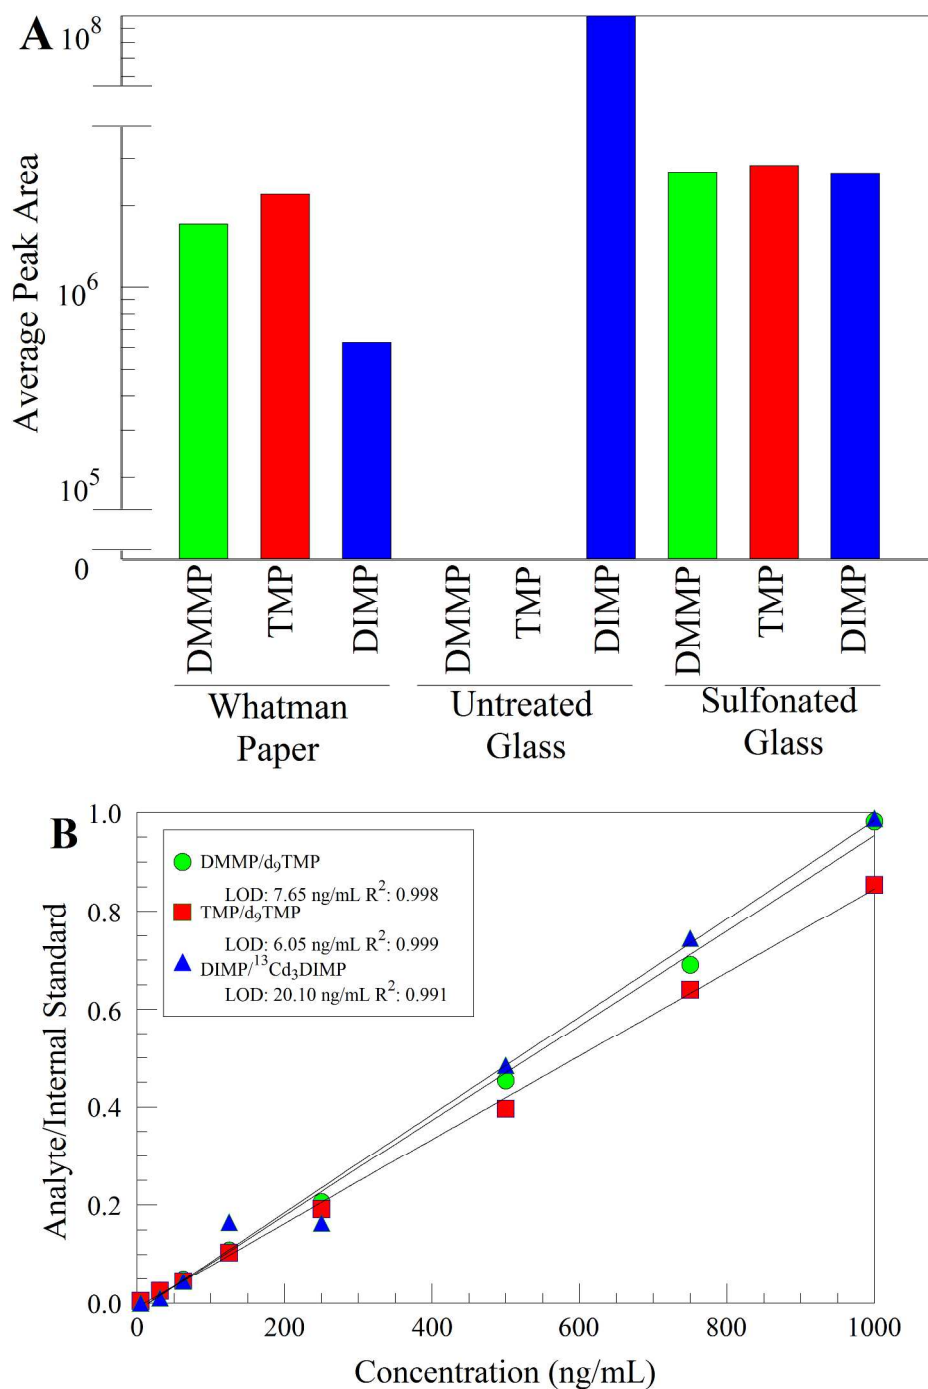 A
10^8
10^6
10^5
0
Average Peak Area
DMMP
TMP
DIMP
DMMP
TMP
DIMP
DMMP
TMP
DIMP
Whatman
Paper
Untreated
Glass
Sulfonated
Glass
B
1.0
0.8
0.6
0.4
0.2
0.0
Analyte/Internal Standard
DMMP/d₉TMP
LOD: 7.65 ng/mL R²: 0.998
TMP/d₉TMP
LOD: 6.05 ng/mL R²: 0.999
DIMP/¹³Cd₃DIMP
LOD: 20.10 ng/mL R²: 0.991
0
200
400
600
800
1000
Concentration (ng/mL)